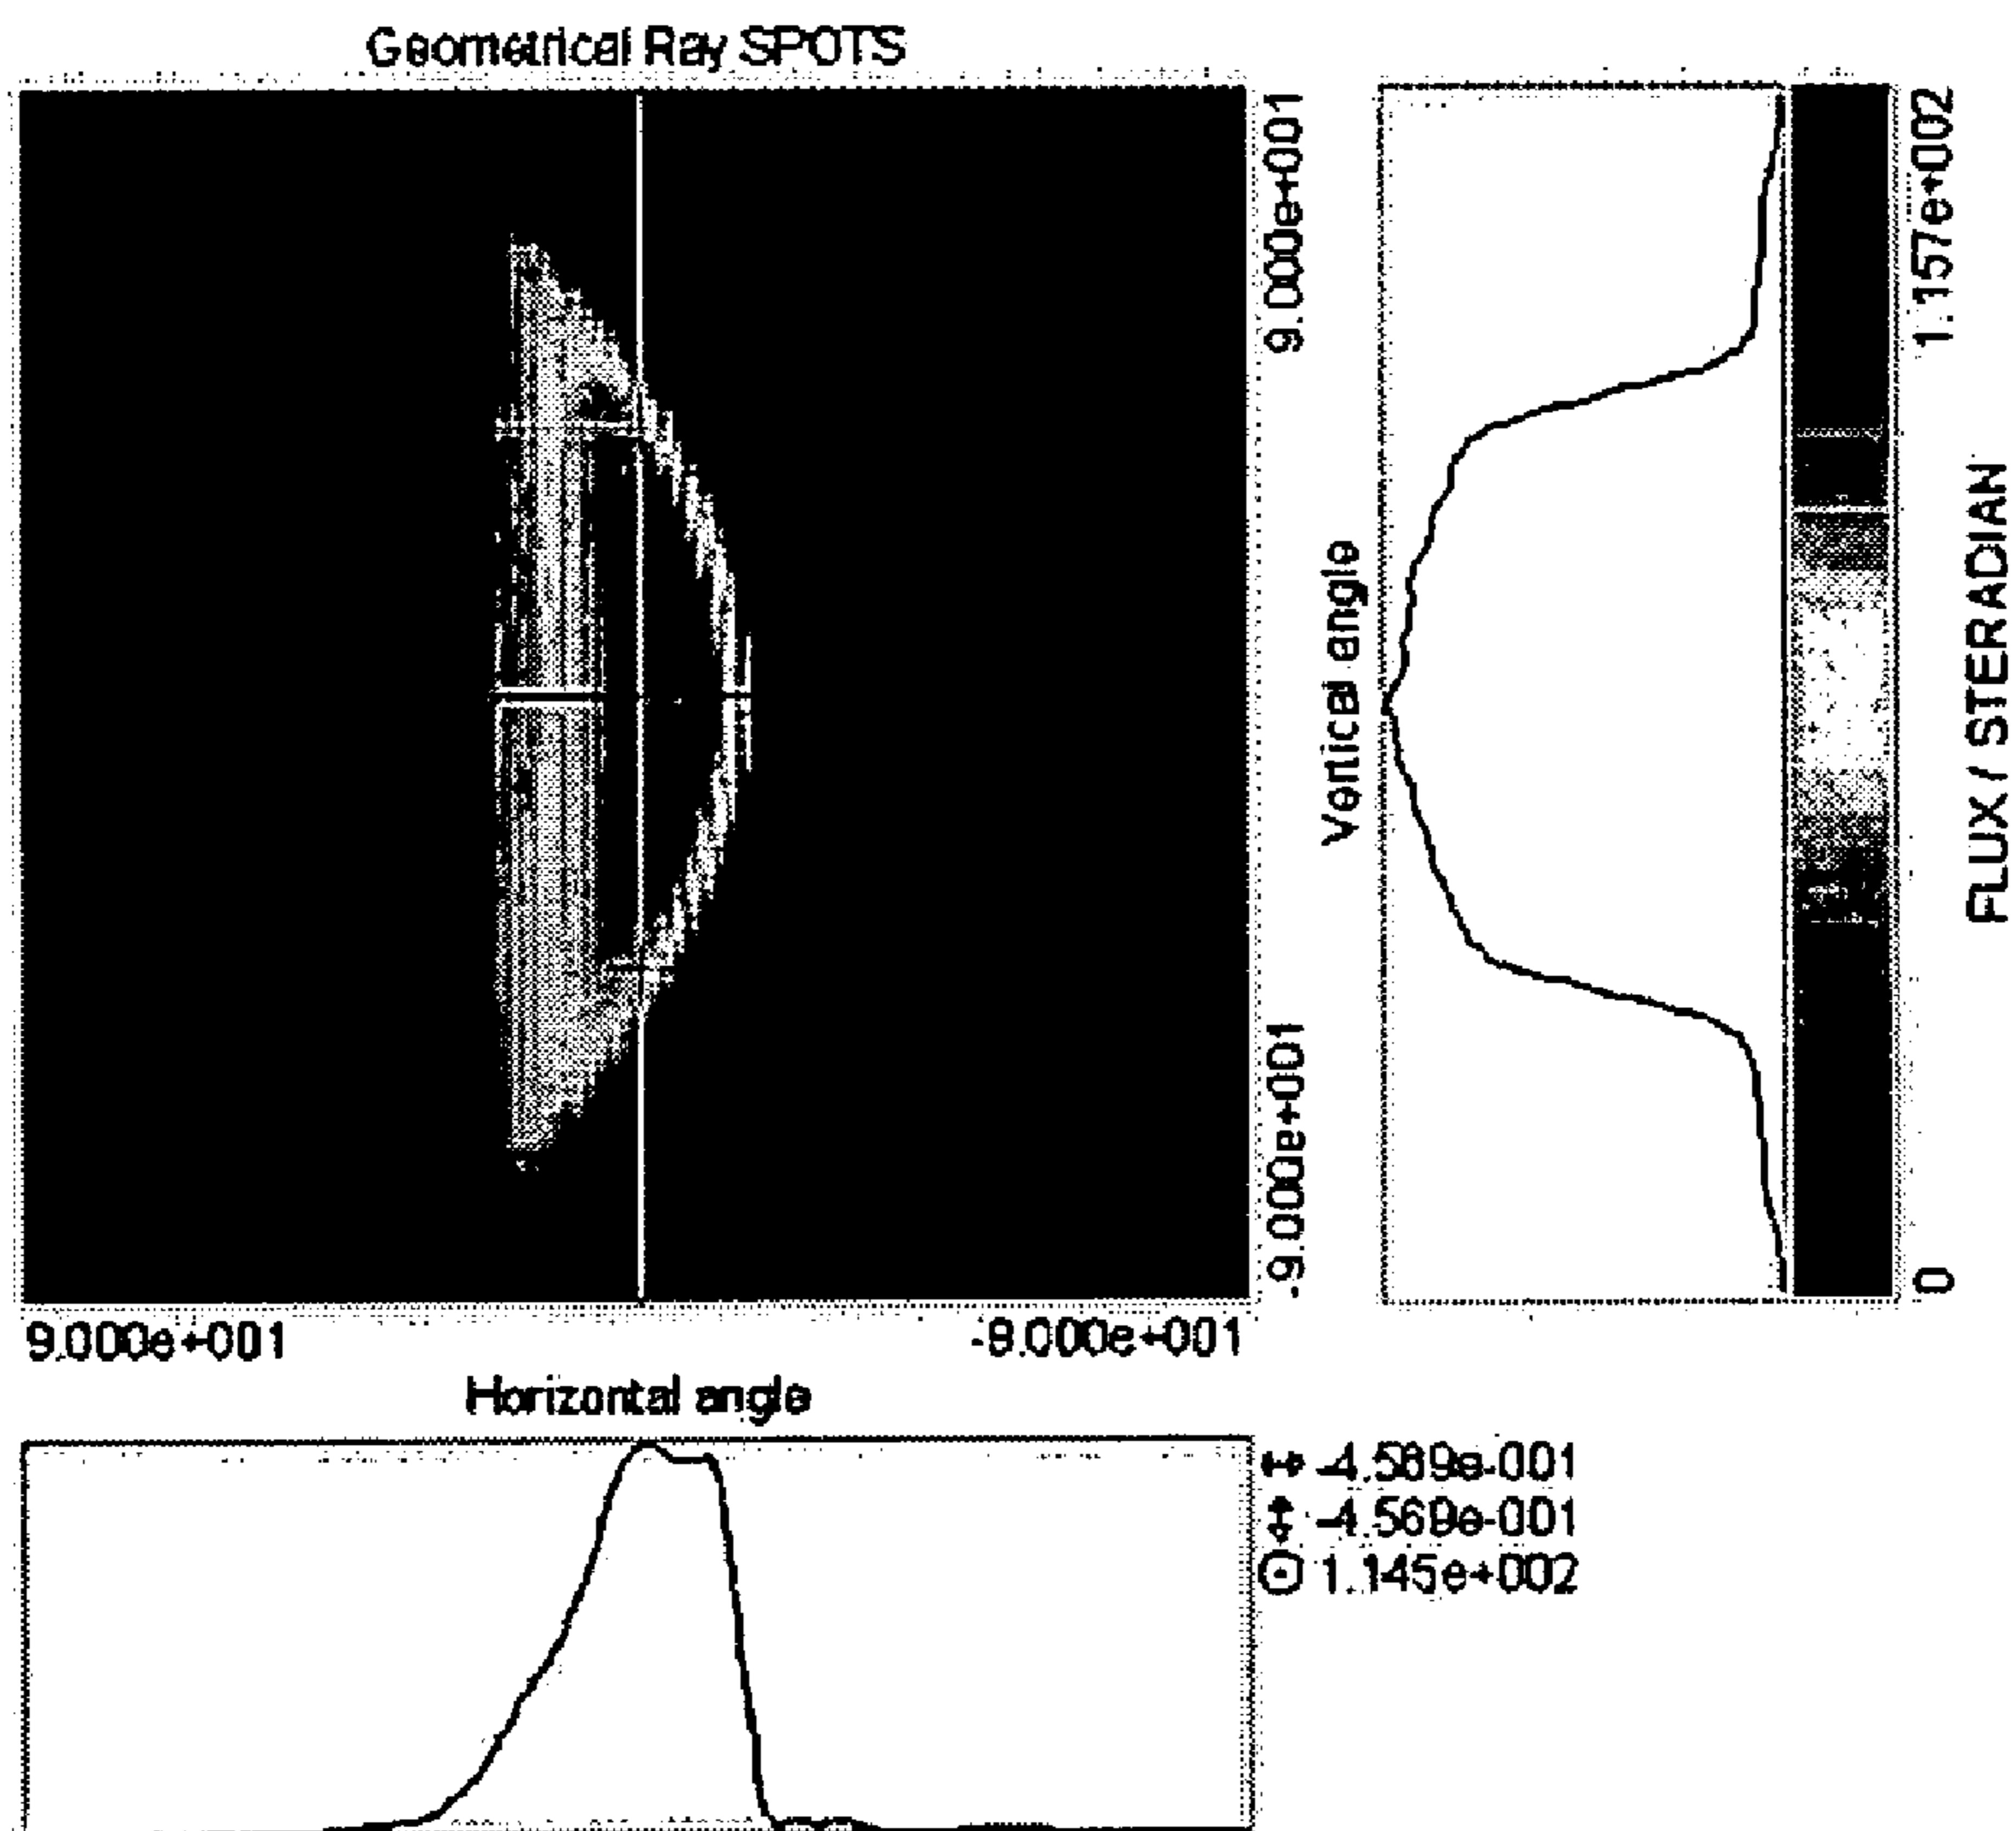 Geometrical Ray SPOTS
9.000e+001
Vertical angle
-9.000e+001
1.157e+002
FLUX / STERADIAN
0
9.000e+001
-9.000e+001
Horizontal angle
-4.569e-001
-4.569e-001
1.145e+002